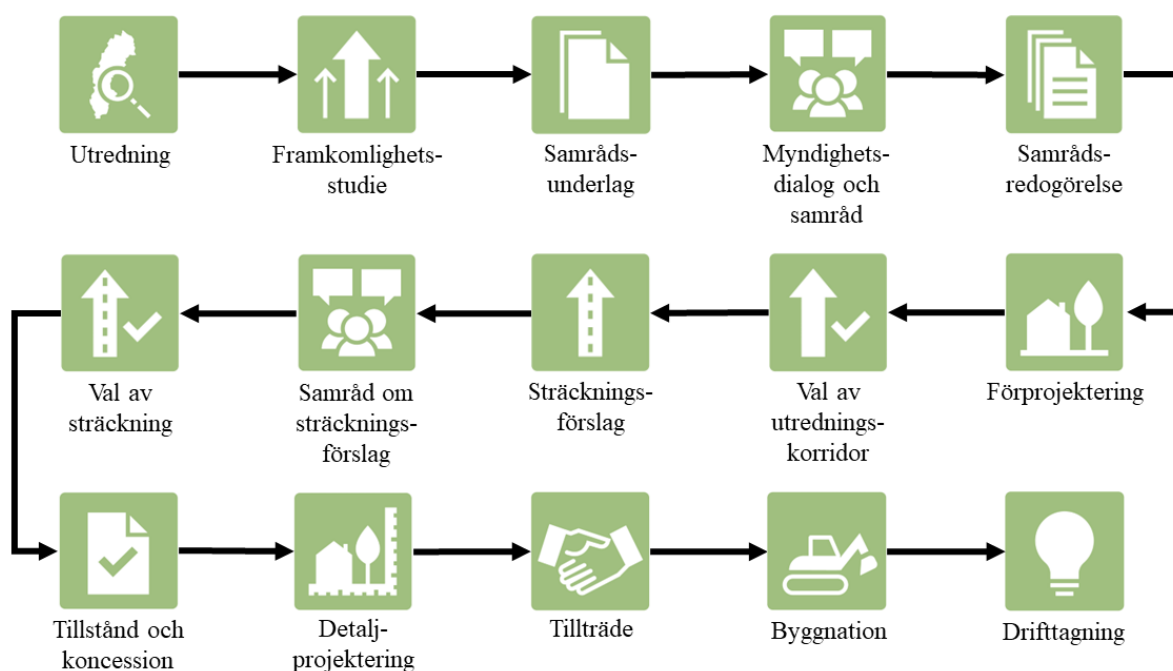 Utredning
Framkomlighets-
studie
Samråds-
underlag
Myndighets-
dialog och
samråd
Samråds-
redogörelse
Val av
sträckning
Samråd om
sträcknings-
förslag
Sträcknings-
förslag
Val av
utrednings-
korridor
Förprojektering
Tillstånd och
koncession
Detalj-
projektering
Tillträde
Byggnation
Drifttagning